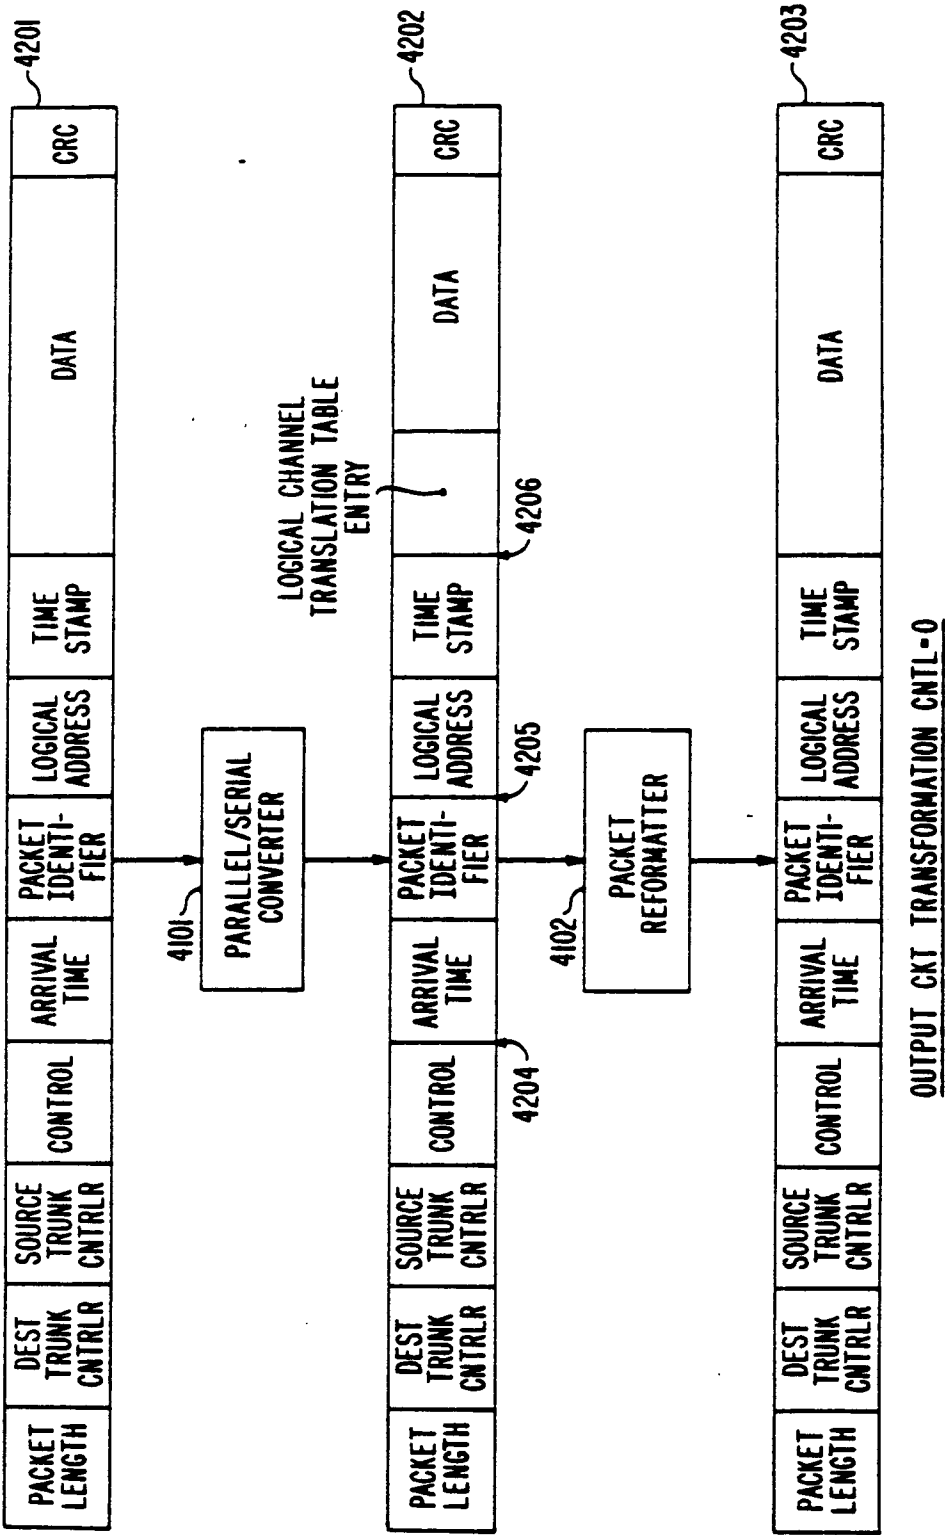 PACKET
LENGTH
DEST
TRUNK
CNTRLR
SOURCE
TRUNK
CNTRLR
CONTROL
ARRIVAL
TIME
PACKET
IDENTI-
FIER
LOGICAL
ADDRESS
TIME
STAMP
DATA
CRC
4201
4101
PARALLEL/SERIAL
CONVERTER
LOGICAL CHANNEL
TRANSLATION TABLE
ENTRY
PACKET
LENGTH
DEST
TRUNK
CNTRLR
SOURCE
TRUNK
CNTRLR
CONTROL
ARRIVAL
TIME
PACKET
IDENTI-
FIER
LOGICAL
ADDRESS
TIME
STAMP
DATA
CRC
4202
4204
4205
4206
4102
PACKET
REFORMATTER
PACKET
LENGTH
DEST
TRUNK
CNTRLR
SOURCE
TRUNK
CNTRLR
CONTROL
ARRIVAL
TIME
PACKET
IDENTI-
FIER
LOGICAL
ADDRESS
TIME
STAMP
DATA
CRC
4203
OUTPUT CKT TRANSFORMATION CNTL=0